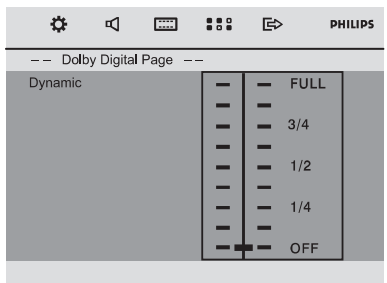 PHILIPS
-- Dolby Digital Page --
Dynamic
FULL
3/4
1/2
1/4
OFF